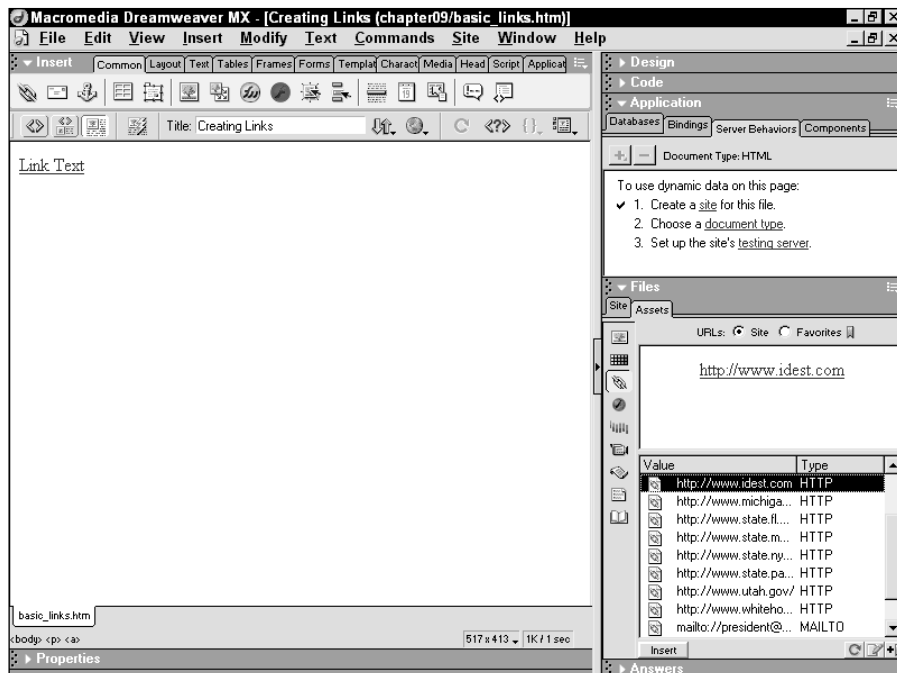 Macromedia Dreamweaver MX - [Creating Links (chapter09/basic_links.htm)]
File Edit View Insert Modify Text Commands Site Window Help
Insert Common Layout Text Tables Frames Forms Templat Charact Media Head Script Applicat
Title: Creating Links
Link Text
basic_links.htm
<body> <p> <a> 517 x 413 1K / 1 sec
Properties
Design
Code
Application
Databases Bindings Server Behaviors Components
Document Type: HTML
To use dynamic data on this page:
1. Create a site for this file.
2. Choose a document type.
3. Set up the site's testing server.
Files
Site Assets
URLs: Site Favorites
http://www.idest.com
Value Type
http://www.idest.com HTTP
http://www.michiga... HTTP
http://www.state.fl.... HTTP
http://www.state.m... HTTP
http://www.state.ny... HTTP
http://www.state.pa... HTTP
http://www.utah.gov/ HTTP
http://www.whiteho... HTTP
mailto://president@... MAILTO
Insert
Answers